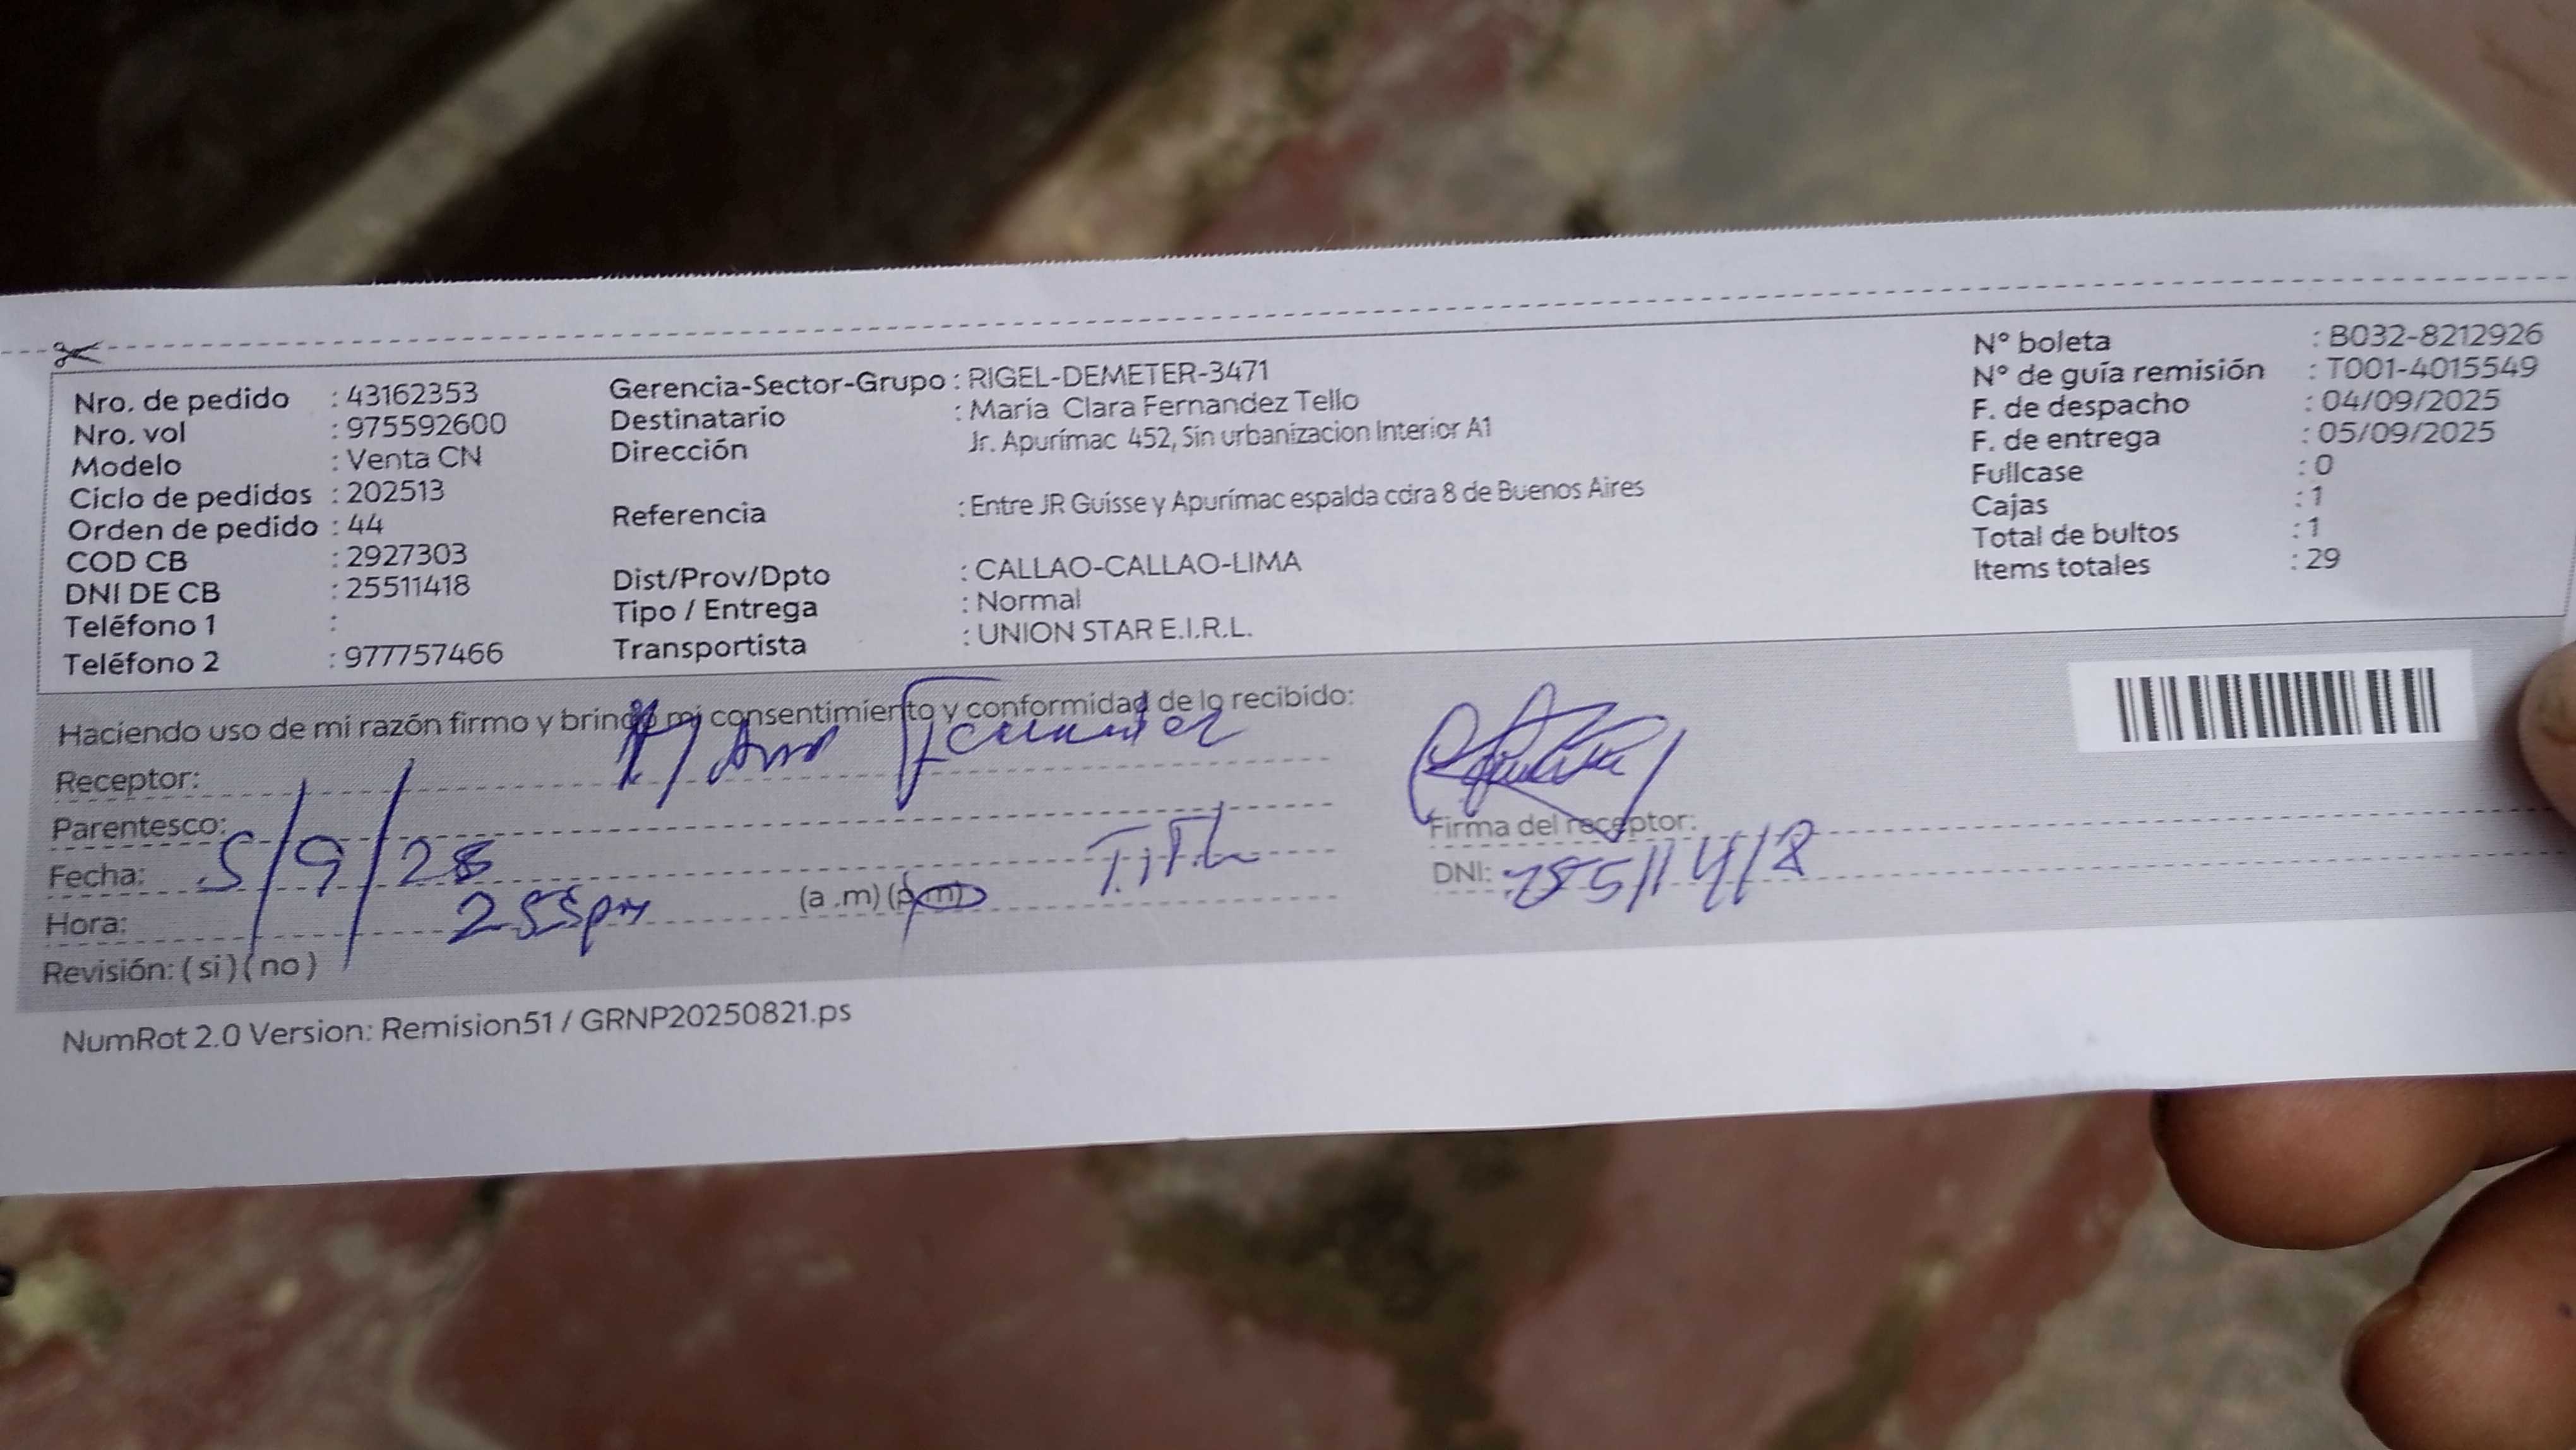 Nro. de pedido : 43162353
Nro. vol : 975592600
Modelo : Venta CN
Ciclo de pedidos : 202513
Orden de pedido : 44
COD CB : 2927303
DNI DE CB : 25511418
Teléfono 1 :
Teléfono 2 : 977757466
Gerencia-Sector-Grupo : RIGEL-DEMETER-3471
Destinatario : Maria Clara Fernandez Tello
Dirección Jr. Apurímac 452, Sin urbanizacion Interior A1
Referencia : Entre JR Guisse y Apurímac espalda cdra 8 de Buenos Aires
Dist/Prov/Dpto : CALLAO-CALLAO-LIMA
Tipo / Entrega : Normal
Transportista : UNION STAR E.I.R.L.
N° boleta : B032-8212926
N° de guía remisión : T001-4015549
F. de despacho : 04/09/2025
F. de entrega : 05/09/2025
Fullcase : 0
Cajas : 1
Total de bultos : 1
Items totales : 29
Haciendo uso de mi razón firmo y brindo mi consentimiento y conformidad de lo recibido:
Receptor:
Parentesco:
Fecha: 5/9/25
Hora: 255pm (a .m) (p.m)
Revisión: ( si ) ( no )
Firma del receptor:
DNI:
NumRot 2.0 Version: Remision51 / GRNP20250821.ps